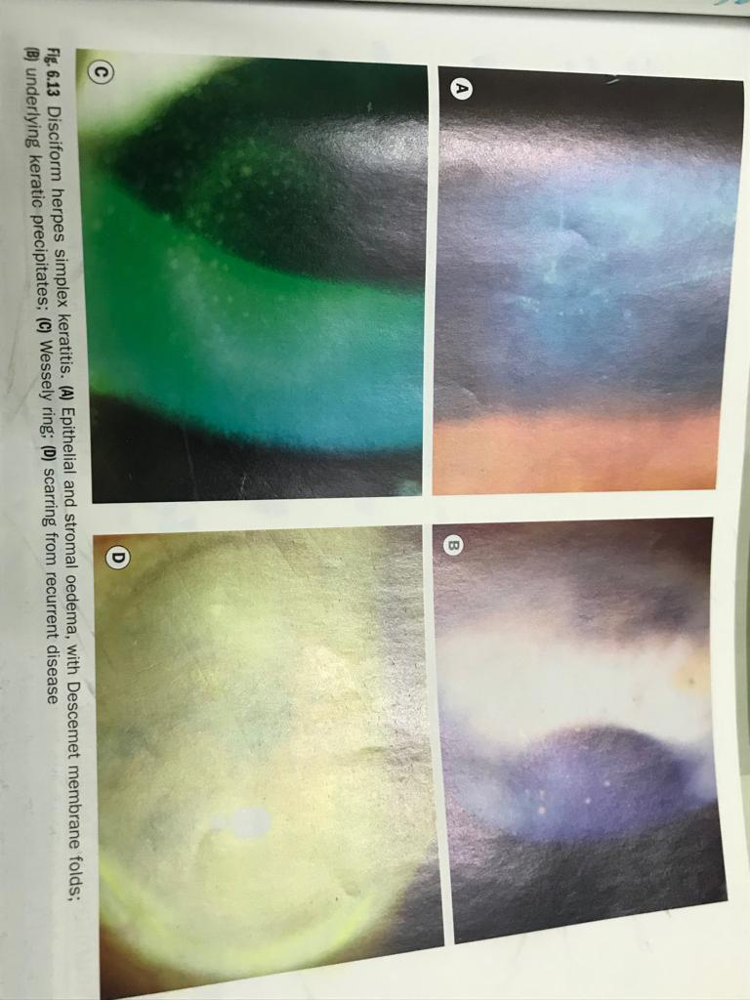 A
B
C
D
Fig. 6.13 Disciform herpes simplex keratitis. (A) Epithelial and stromal oedema, with Descemet membrane folds;
(B) underlying keratic precipitates; (C) Wessely ring; (D) scarring from recurrent disease